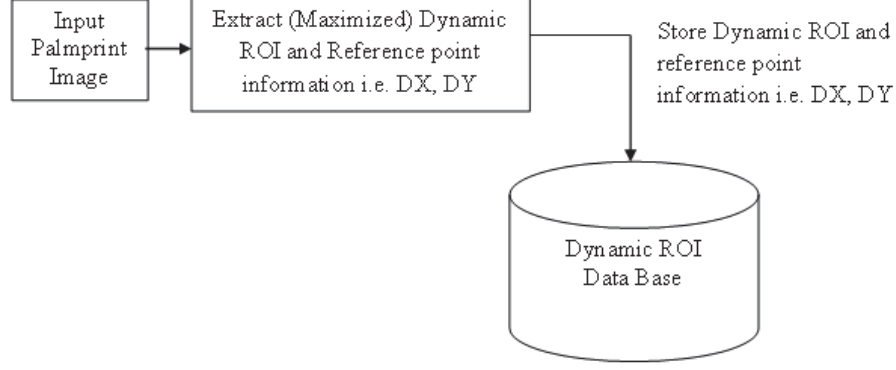 Input
Palmprint
Image
Extract (Maximized) Dynamic
ROI and Reference point
information i.e. DX, DY
Store Dynamic ROI and
reference point
information i.e. DX, DY
Dynamic ROI
Data Base